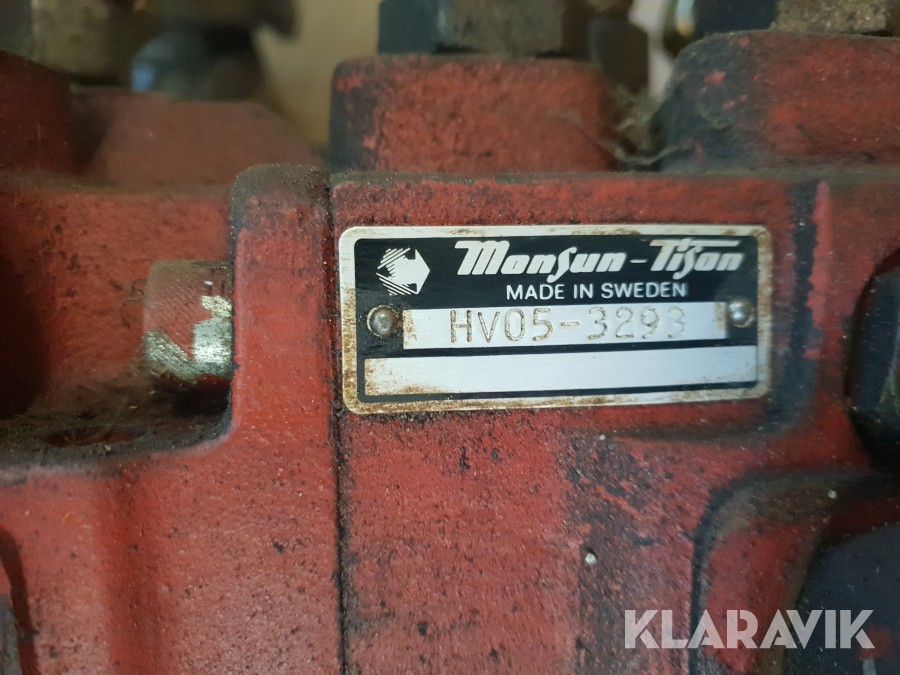 Monsun-Tison
MADE IN SWEDEN
HV05-3293
KLARAVIK